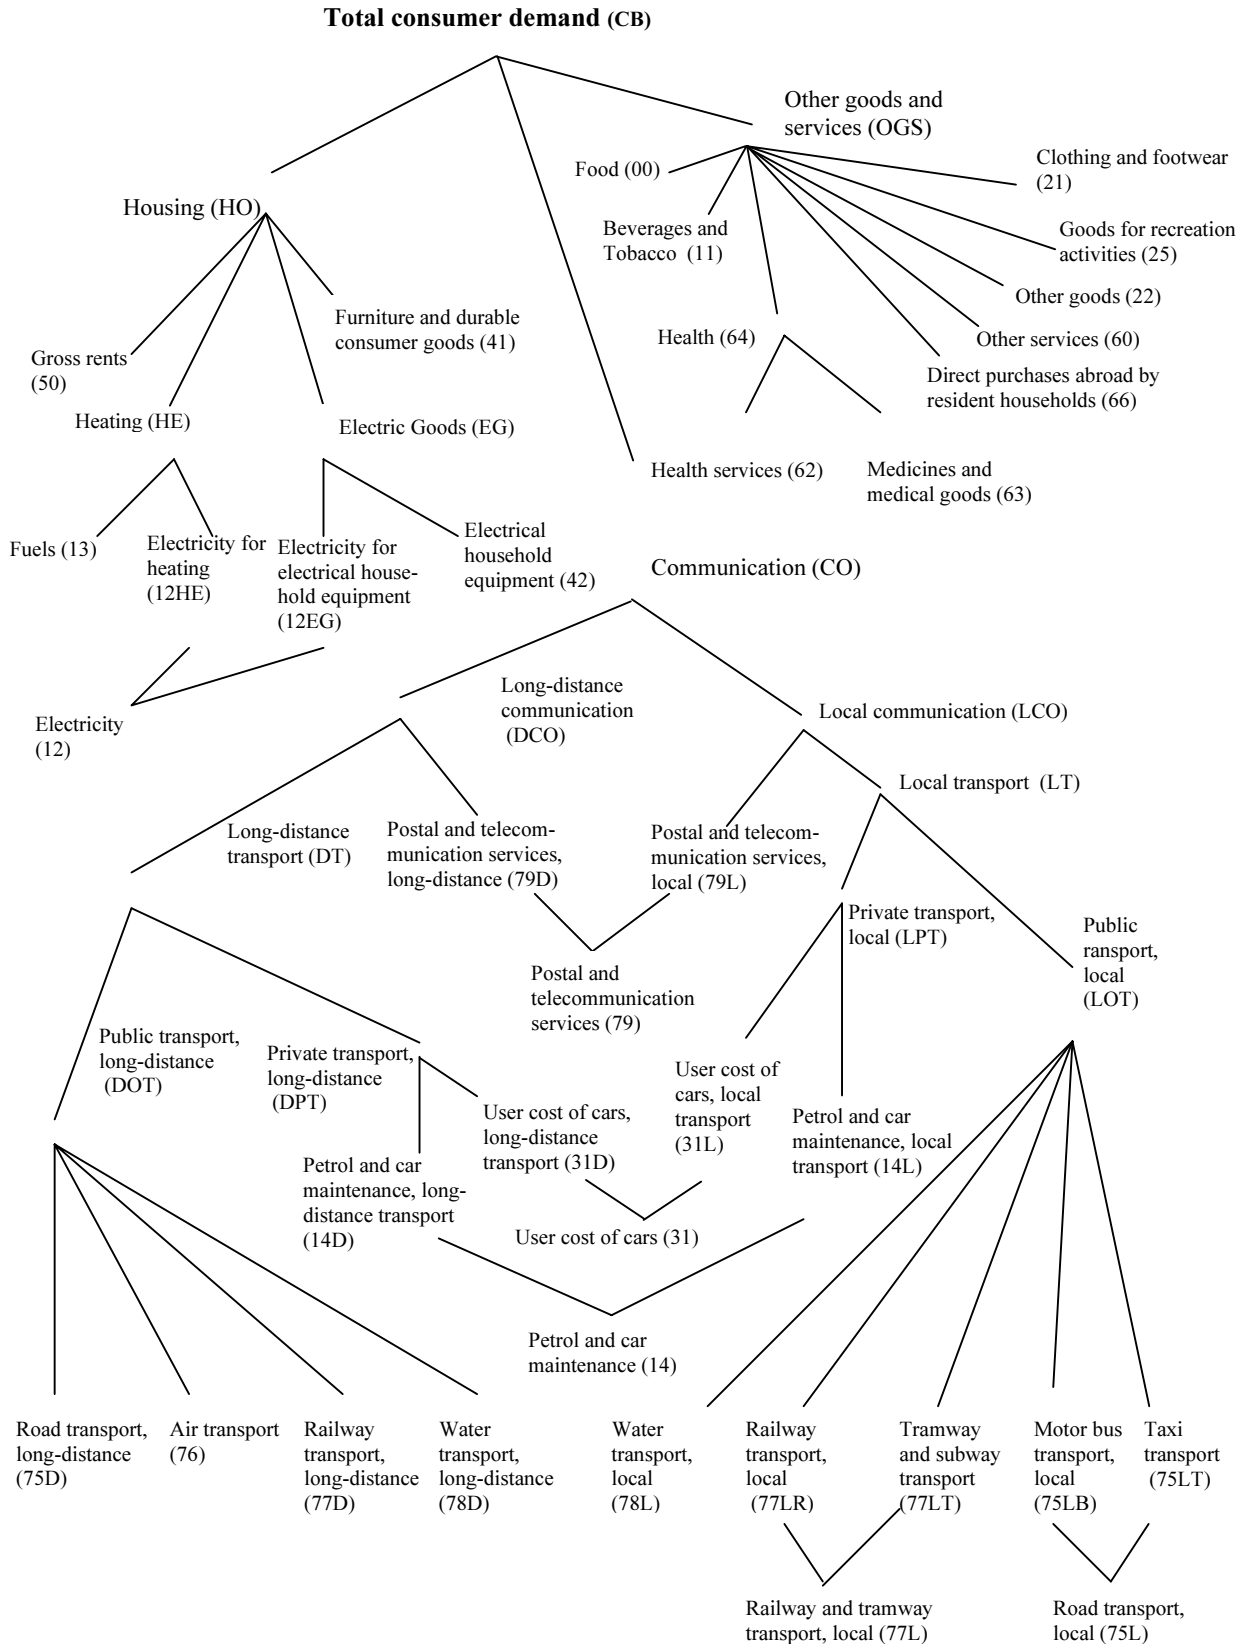 Total consumer demand (CB)
Other goods and
services (OGS)
Food (00)
Clothing and footwear
(21)
Housing (HO)
Beverages and
Tobacco  (11)
Goods for recreation
activities (25)
Other goods (22)
Furniture and durable
consumer goods (41)
Health (64)
Other services (60)
Gross rents
(50)
Direct purchases abroad by
resident households (66)
Heating (HE)
Electric Goods (EG)
Health services (62)
Medicines and
medical goods (63)
Fuels (13)
Electricity for
heating
(12HE)
Electricity for
electrical house-
hold equipment
(12EG)
Electrical
household
equipment (42)
Communication (CO)
Electricity
(12)
Long-distance
communication
(DCO)
Local communication (LCO)
Local transport  (LT)
Long-distance
transport (DT)
Postal and telecom-
munication services,
long-distance (79D)
Postal and telecom-
munication services,
local (79L)
Private transport,
local (LPT)
Public
ransport,
local
(LOT)
Postal and
telecommunication
services (79)
Public transport,
long-distance
(DOT)
Private transport,
long-distance
(DPT)
User cost of
cars, local
transport
(31L)
User cost of cars,
long-distance
transport (31D)
Petrol and car
maintenance, local
transport (14L)
Petrol and car
maintenance, long-
distance transport
(14D)
User cost of cars (31)
Petrol and car
maintenance (14)
Road transport,
long-distance
(75D)
Air transport
(76)
Railway
transport,
long-distance
(77D)
Water
transport,
long-distance
(78D)
Water
transport,
local
(78L)
Railway
transport,
local
(77LR)
Tramway
and subway
transport
(77LT)
Motor bus
transport,
local
(75LB)
Taxi
transport
(75LT)
Railway and tramway
transport, local (77L)
Road transport,
local (75L)